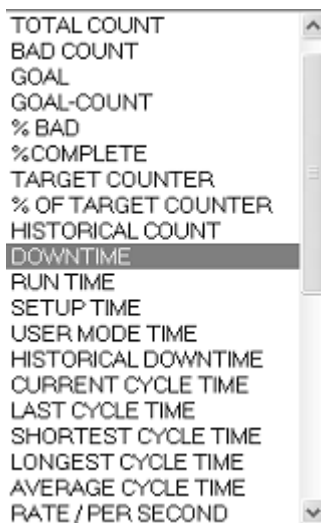 TOTAL COUNT
BAD COUNT
GOAL
GOAL-COUNT
% BAD
%COMPLETE
TARGET COUNTER
% OF TARGET COUNTER
HISTORICAL COUNT
DOWNTIME
RUN TIME
SETUP TIME
USER MODE TIME
HISTORICAL DOWNTIME
CURRENT CYCLE TIME
LAST CYCLE TIME
SHORTEST CYCLE TIME
LONGEST CYCLE TIME
AVERAGE CYCLE TIME
RATE / PER SECOND